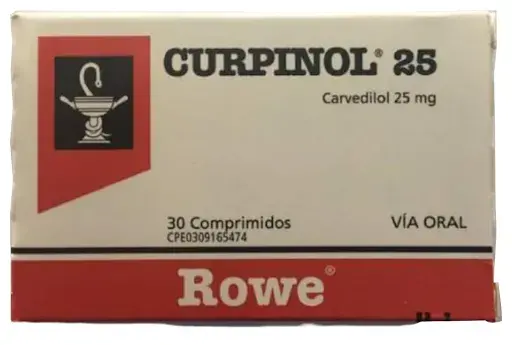 CURPINOL® 25
Carvedilol 25 mg
30 Comprimidos
CPE0309165474
VÍA ORAL
Rowe®